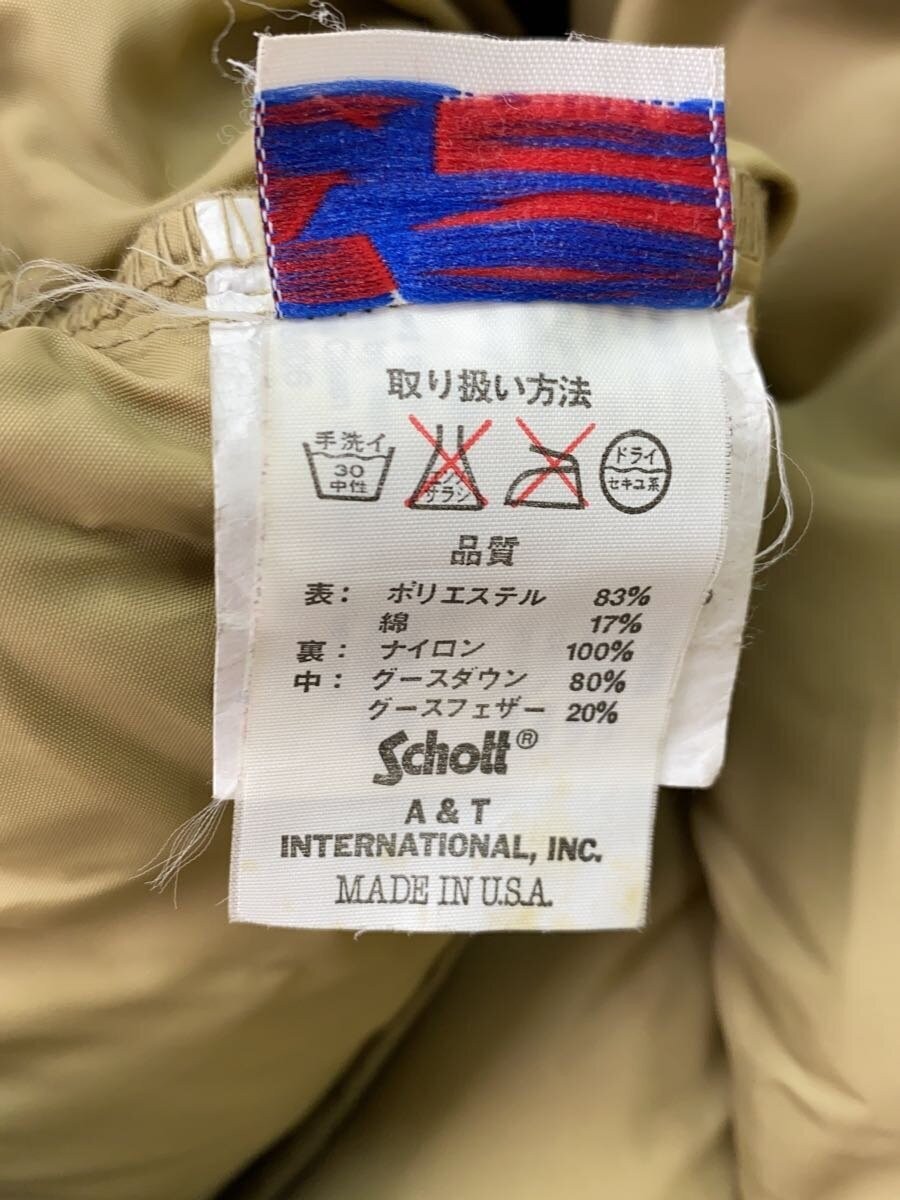 取り扱い方法
手洗イ
30
中性
エンソ
サラシ
ドライ
セキユ系
品質
表: ポリエステル 83%
綿 17%
裏: ナイロン 100%
中: グースダウン 80%
グースフェザー 20%
Schott®
A & T
INTERNATIONAL, INC.
MADE IN U.S.A.